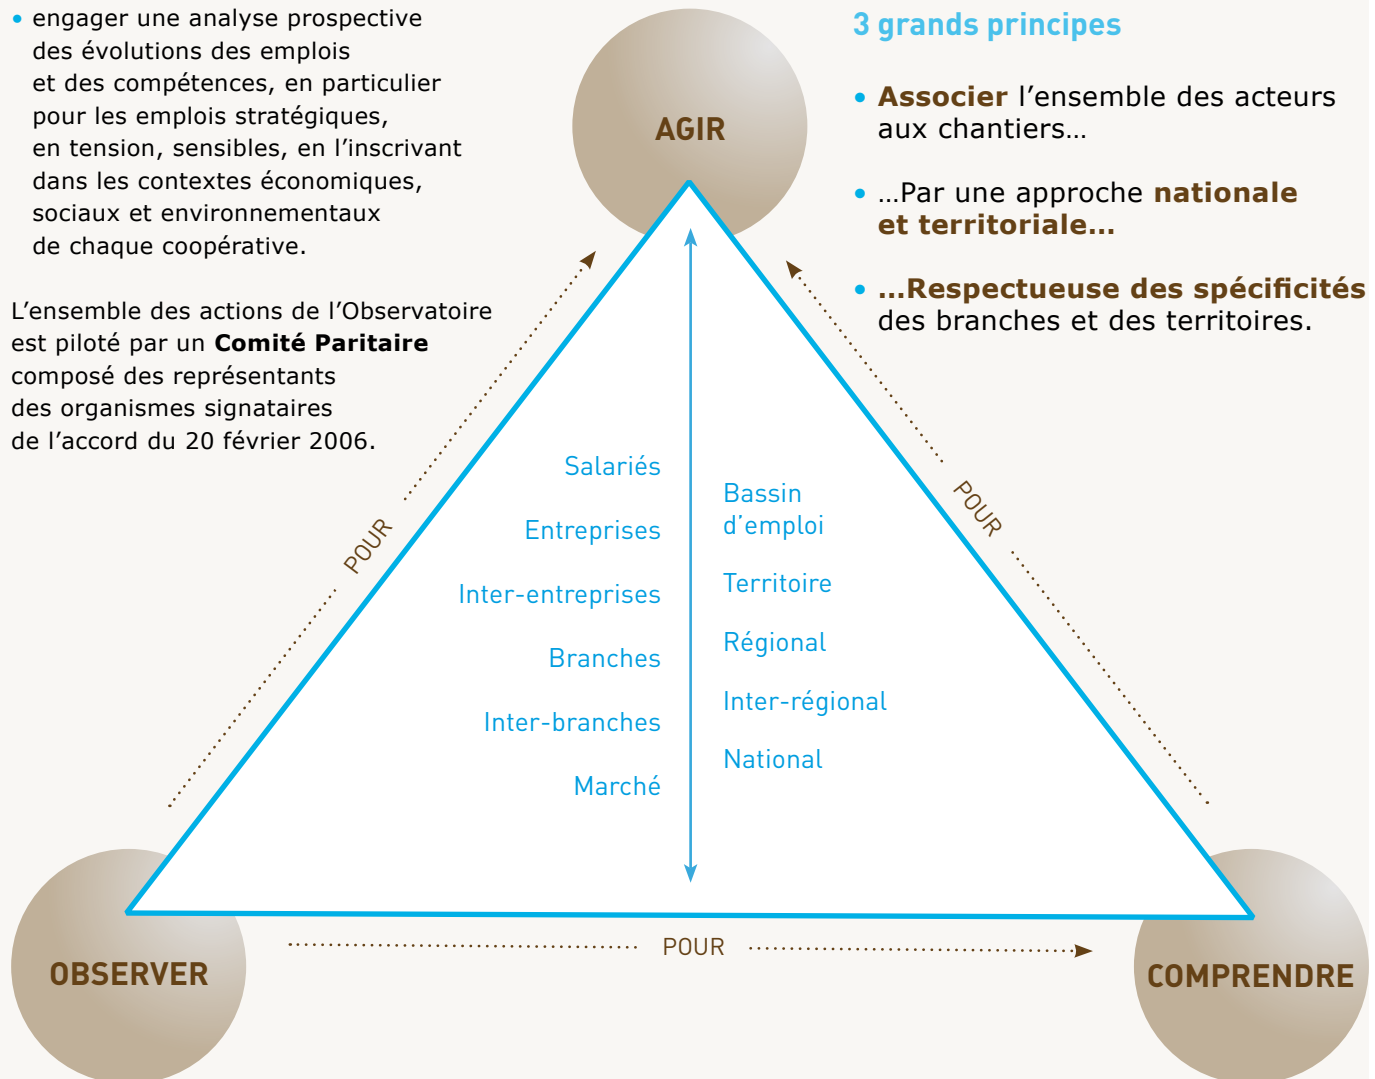 • engager une analyse prospective
des évolutions des emplois
et des compétences, en particulier
pour les emplois stratégiques,
en tension, sensibles, en l’inscrivant
dans les contextes économiques,
sociaux et environnementaux
de chaque coopérative.
L’ensemble des actions de l’Observatoire
est piloté par un Comité Paritaire
composé des représentants
des organismes signataires
de l’accord du 20 février 2006.
3 grands principes
• Associer l’ensemble des acteurs
aux chantiers…
• …Par une approche nationale
et territoriale…
• …Respectueuse des spécificités
des branches et des territoires.
AGIR
POUR
POUR
Salariés
Entreprises
Inter-entreprises
Branches
Inter-branches
Marché
Bassin
d’emploi
Territoire
Régional
Inter-régional
National
OBSERVER
POUR
COMPRENDRE